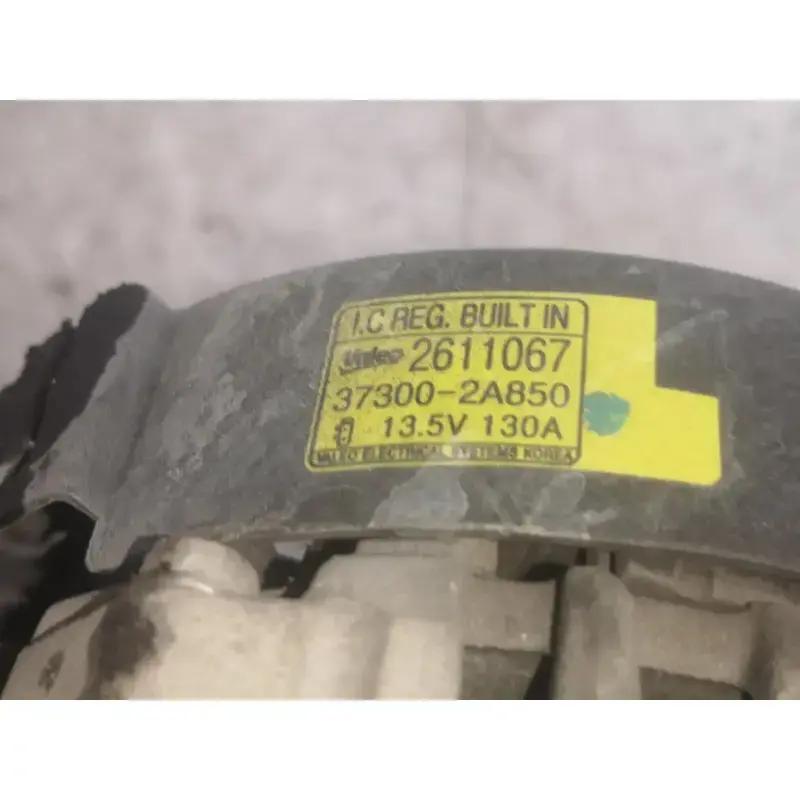 I.C REG. BUILT IN
Valeo 2611067
37300-2A850
13.5V 130A
VALEO ELECTRICAL SYSTEMS KOREA